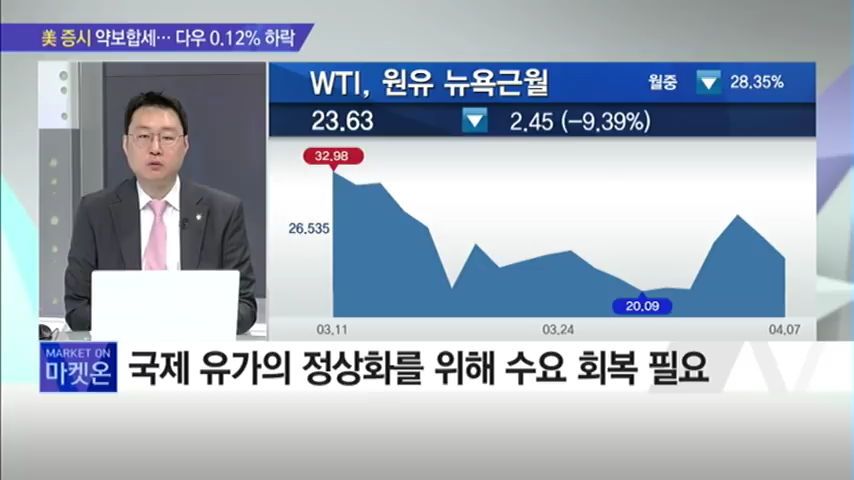 美 증시 약보합세… 다우 0.12% 하락
WTI, 원유 뉴욕근월
월중 ▼ 28.35%
23.63 ▼ 2.45 (-9.39%)
32.98
26.535
20.09
03.11 03.24 04.07
MARKET ON
마켓온
국제 유가의 정상화를 위해 수요 회복 필요